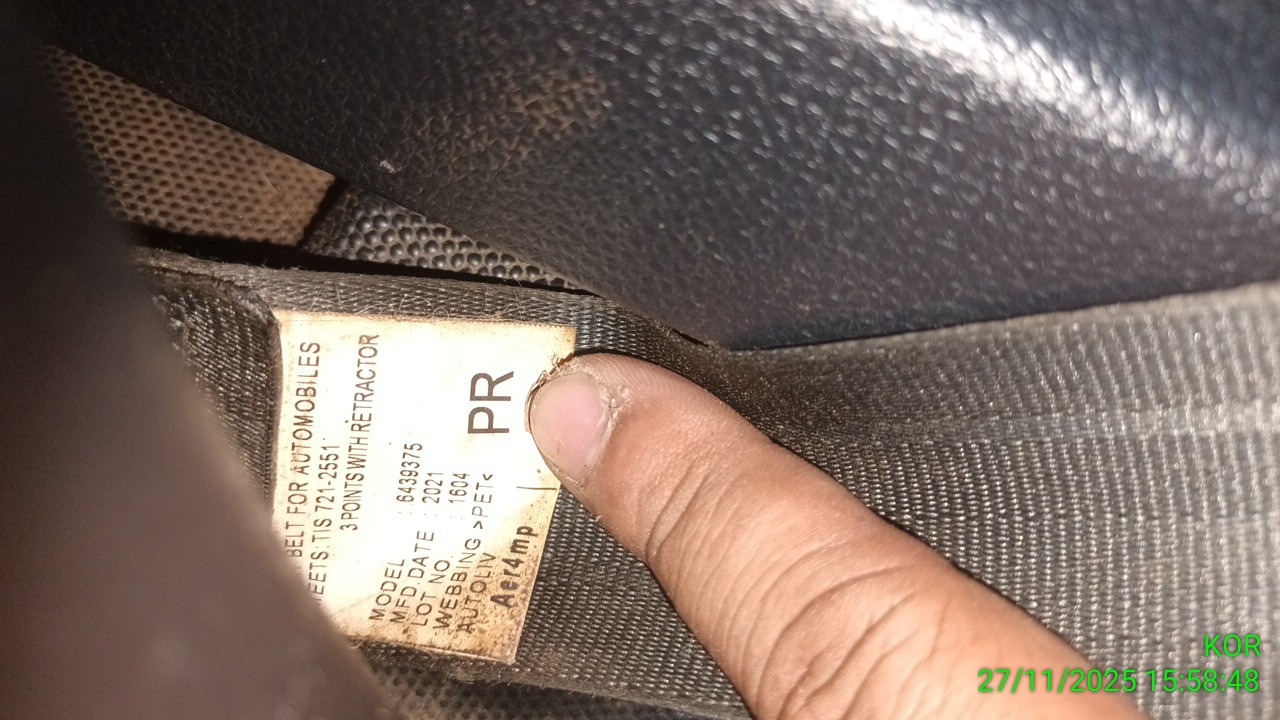 BELT FOR AUTOMOBILES
EETS: TIS 721-2551
3 POINTS WITH RETRACTOR
MODEL : 6439375
MFD.DATE : 2021
LOT NO. : 1604
WEBBING >PET<
AUTOLIV
Aer4mp
PR
KOR
27/11/2025 15:58:48